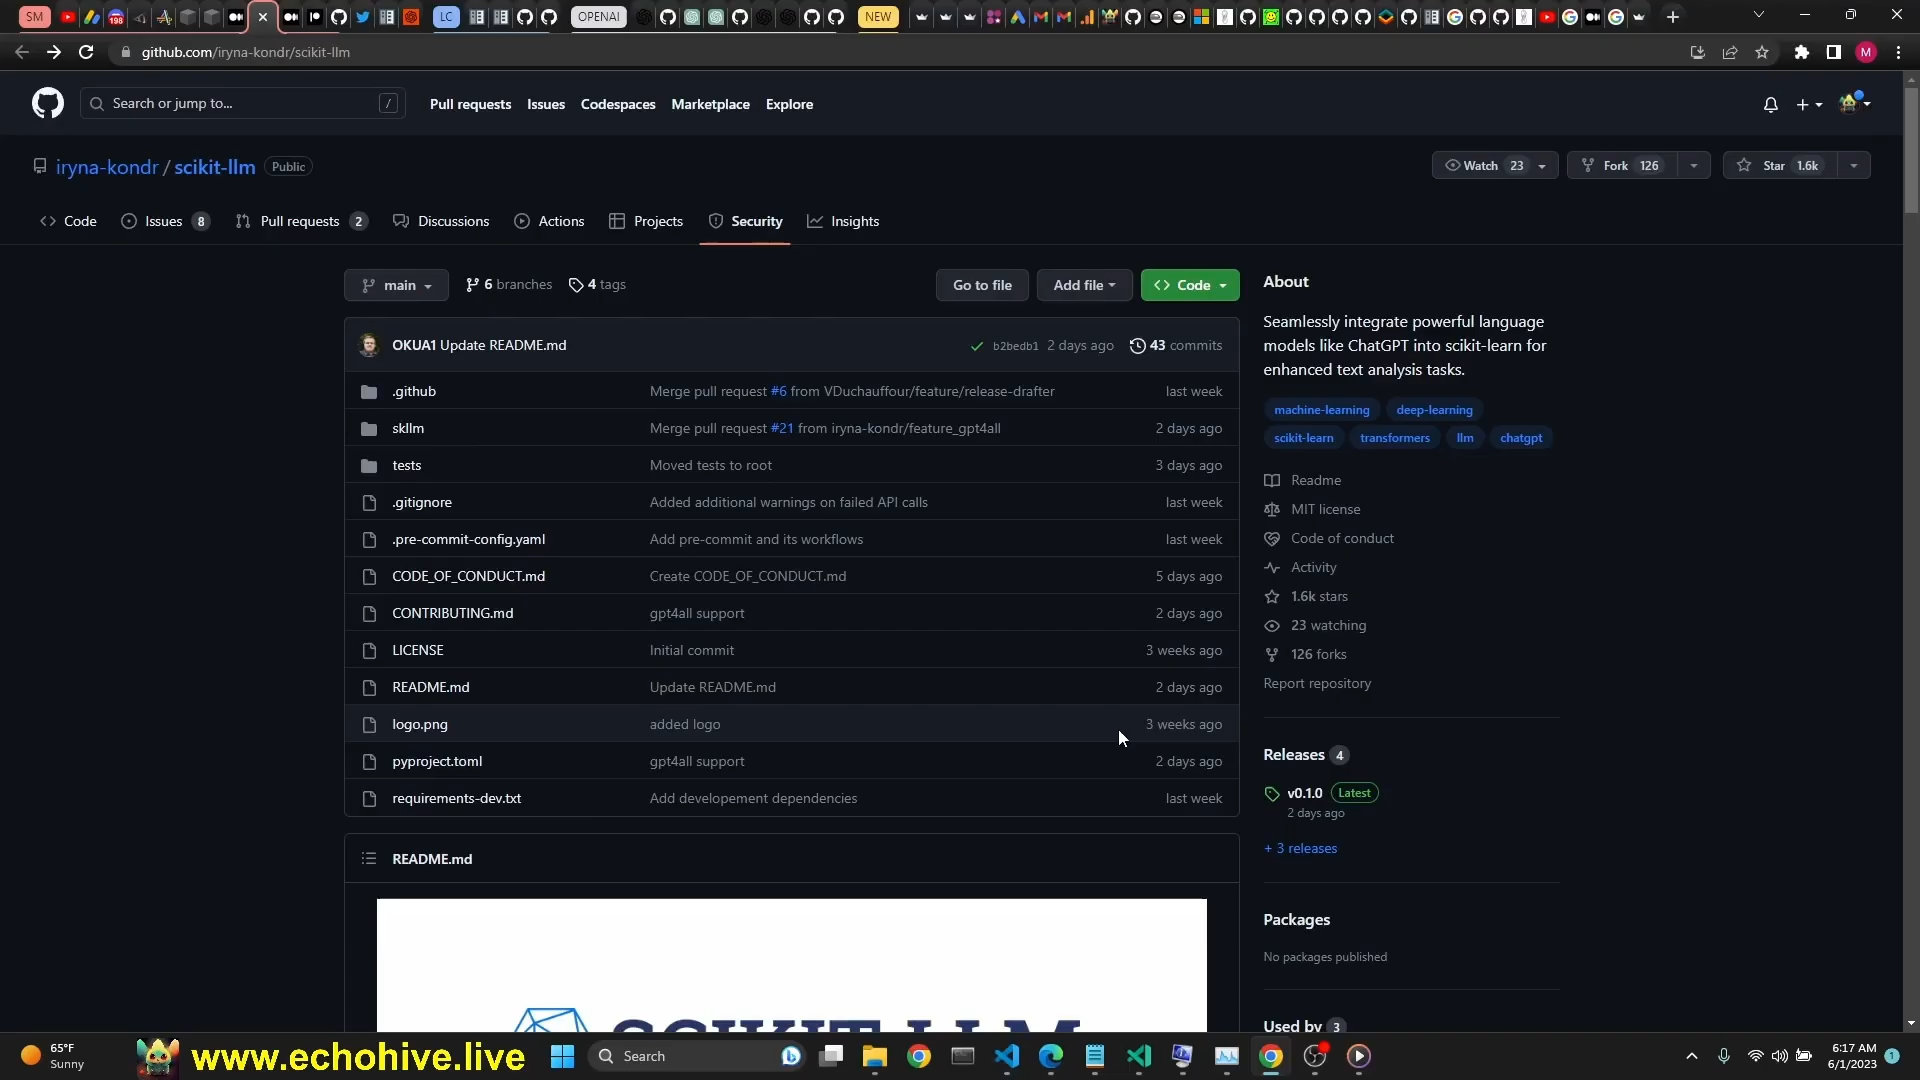 SM
198
LC
OPENAI
NEW
github.com/iryna-kondr/scikit-llm
M
Search or jump to...
/
Pull requests
Issues
Codespaces
Marketplace
Explore
iryna-kondr / scikit-llm
Public
Watch 23
Fork 126
Star 1.6k
Code
Issues 8
Pull requests 2
Discussions
Actions
Projects
Security
Insights
main
6 branches
4 tags
Go to file
Add file
Code
OKUA1 Update README.md
b2bedb1 2 days ago
43 commits
.github
Merge pull request #6 from VDuchauffour/feature/release-drafter
last week
skllm
Merge pull request #21 from iryna-kondr/feature_gpt4all
2 days ago
tests
Moved tests to root
3 days ago
.gitignore
Added additional warnings on failed API calls
last week
.pre-commit-config.yaml
Add pre-commit and its workflows
last week
CODE_OF_CONDUCT.md
Create CODE_OF_CONDUCT.md
5 days ago
CONTRIBUTING.md
gpt4all support
2 days ago
LICENSE
Initial commit
3 weeks ago
README.md
Update README.md
2 days ago
logo.png
added logo
3 weeks ago
pyproject.toml
gpt4all support
2 days ago
requirements-dev.txt
Add developement dependencies
last week
README.md
SCIKIT-LLM
About
Seamlessly integrate powerful language
models like ChatGPT into scikit-learn for
enhanced text analysis tasks.
machine-learning
deep-learning
scikit-learn
transformers
llm
chatgpt
Readme
MIT license
Code of conduct
Activity
1.6k stars
23 watching
126 forks
Report repository
Releases 4
v0.1.0 Latest
2 days ago
+ 3 releases
Packages
No packages published
Used by 3
65°F
Sunny
www.echohive.live
Search
6:17 AM
6/1/2023
1